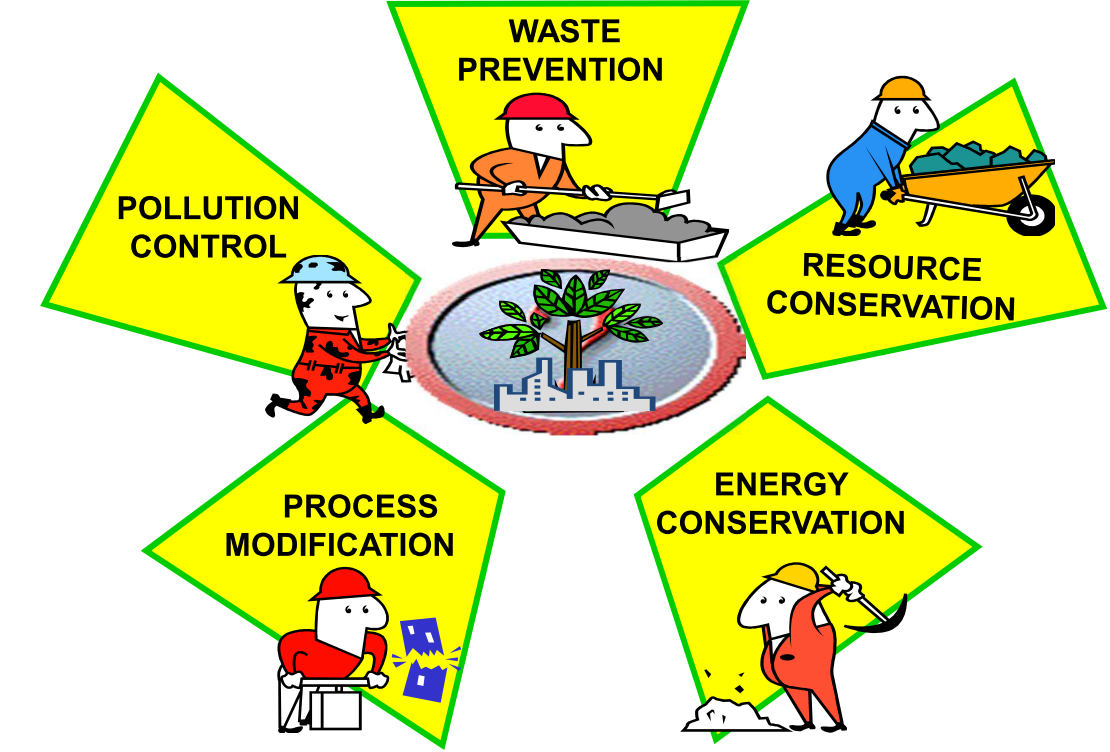 WASTE
PREVENTION
POLLUTION
CONTROL
RESOURCE
CONSERVATION
PROCESS
MODIFICATION
ENERGY
CONSERVATION